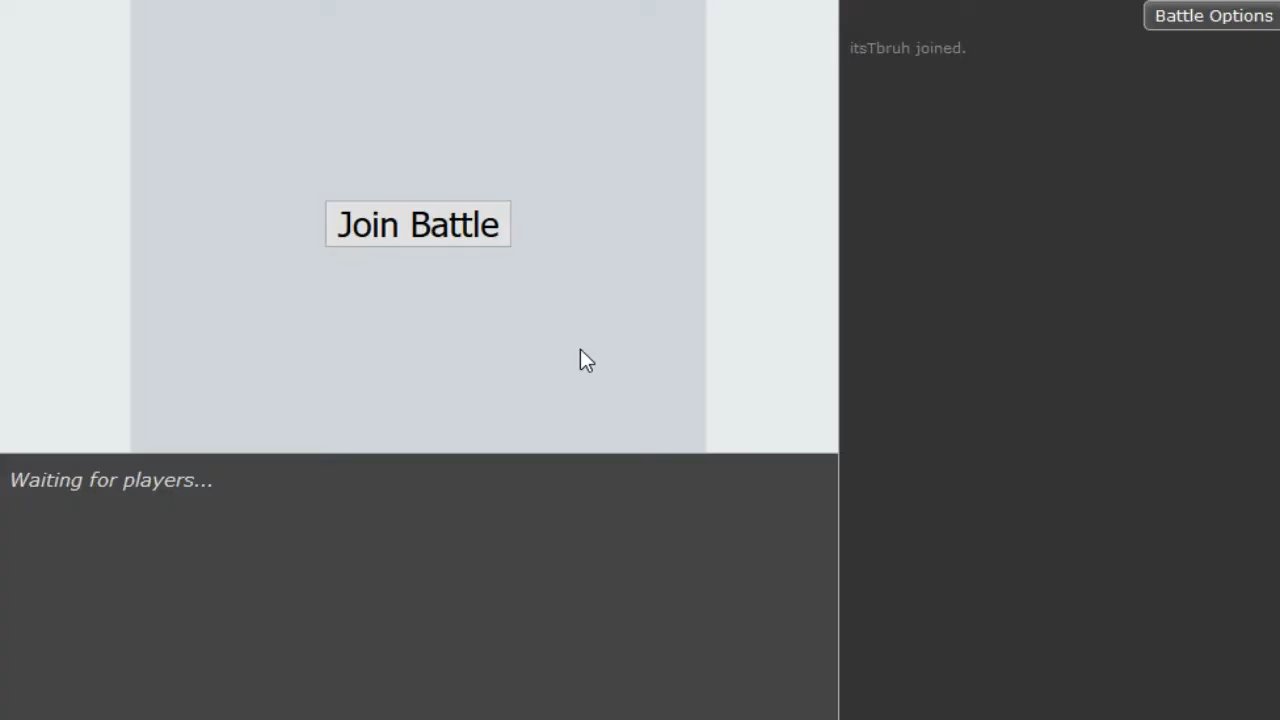 Battle Options
itsTbruh joined.
Join Battle
Waiting for players...